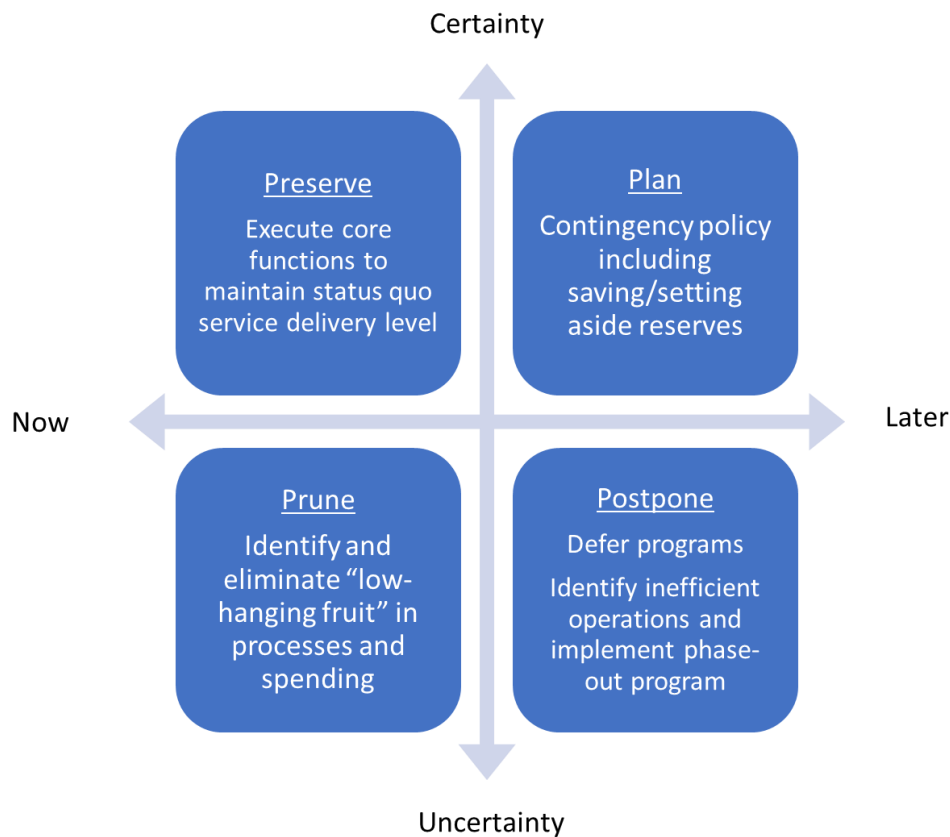 Certainty
Preserve
Execute core
functions to
maintain status quo
service delivery level
Plan
Contingency policy
including
saving/setting
aside reserves
Now
Later
Prune
Identify and
eliminate “low-
hanging fruit” in
processes and
spending
Postpone
Defer programs
Identify inefficient
operations and
implement phase-
out program
Uncertainty